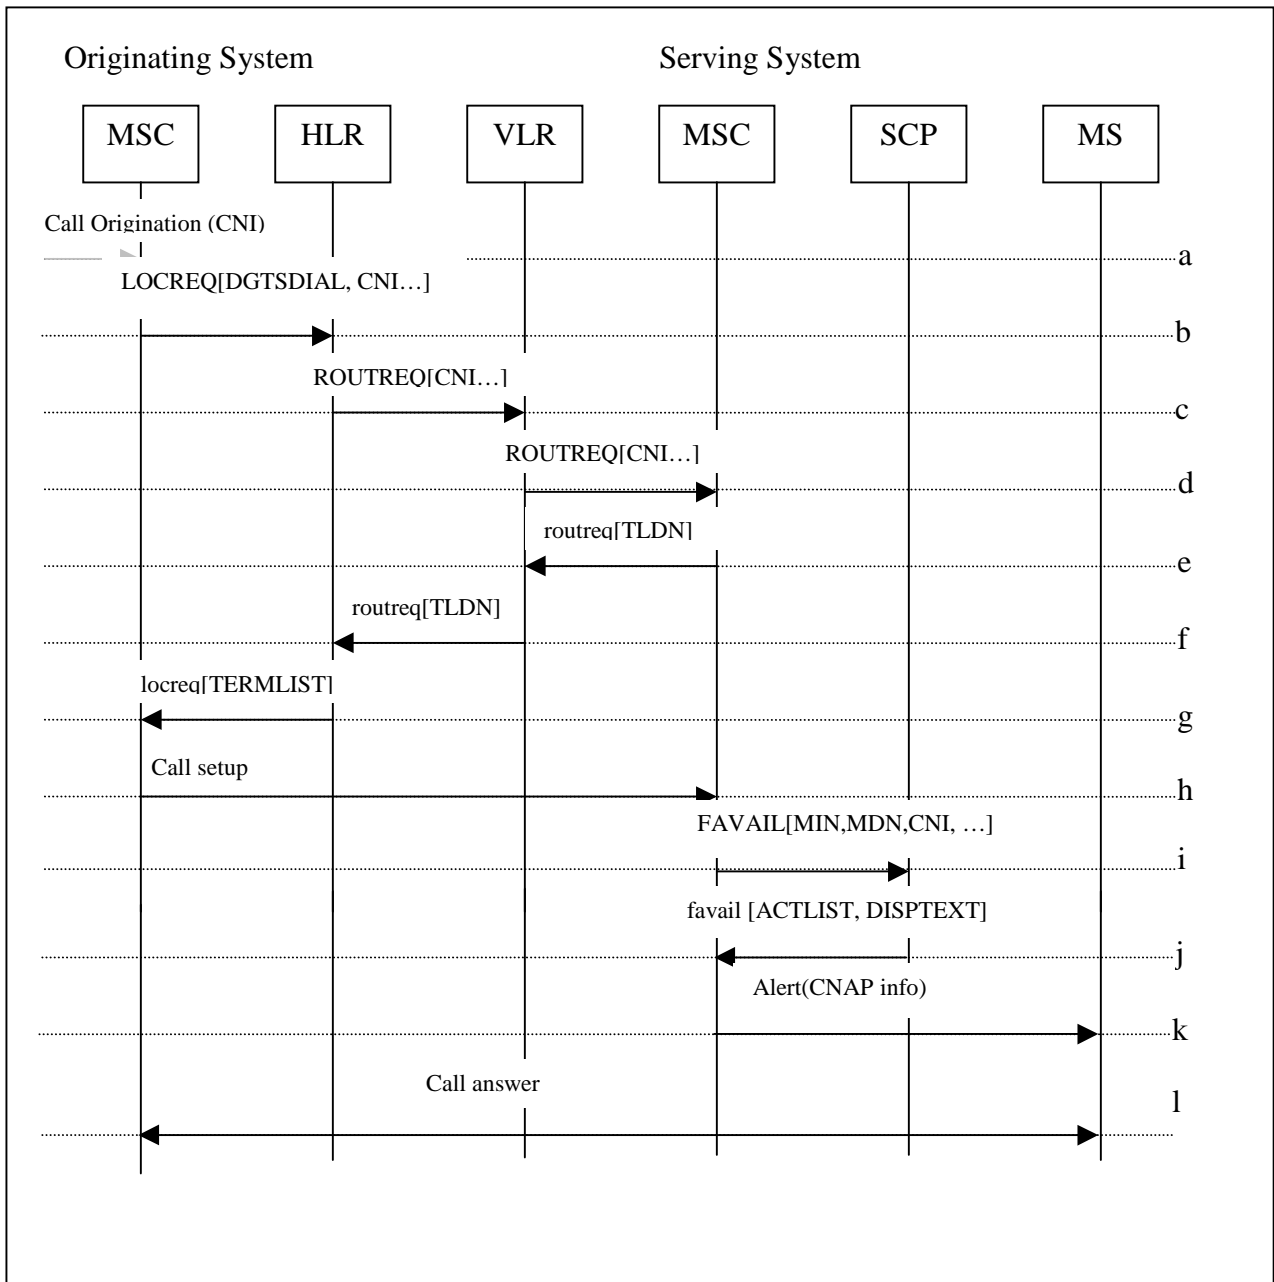 Originating System Serving System
MSC HLR VLR MSC SCP MS
Call Origination (CNI)
a
LOCREQ[DGTSDIAL, CNI…]
b
ROUTREQ[CNI…]
c
ROUTREQ[CNI…]
d
routreq[TLDN]
e
routreq[TLDN]
f
locreq[TERMLIST]
g
Call setup
h
FAVAIL[MIN,MDN,CNI, …]
i
favail [ACTLIST, DISPTEXT]
j
Alert(CNAP info)
k
Call answer
l